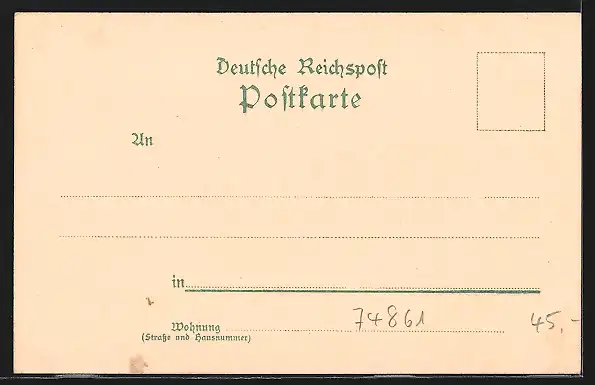 Deutſche Reichspoſt
Poſtkarte
An
in
Wohnung
(Straße und Hausnummer)
74861
45,-